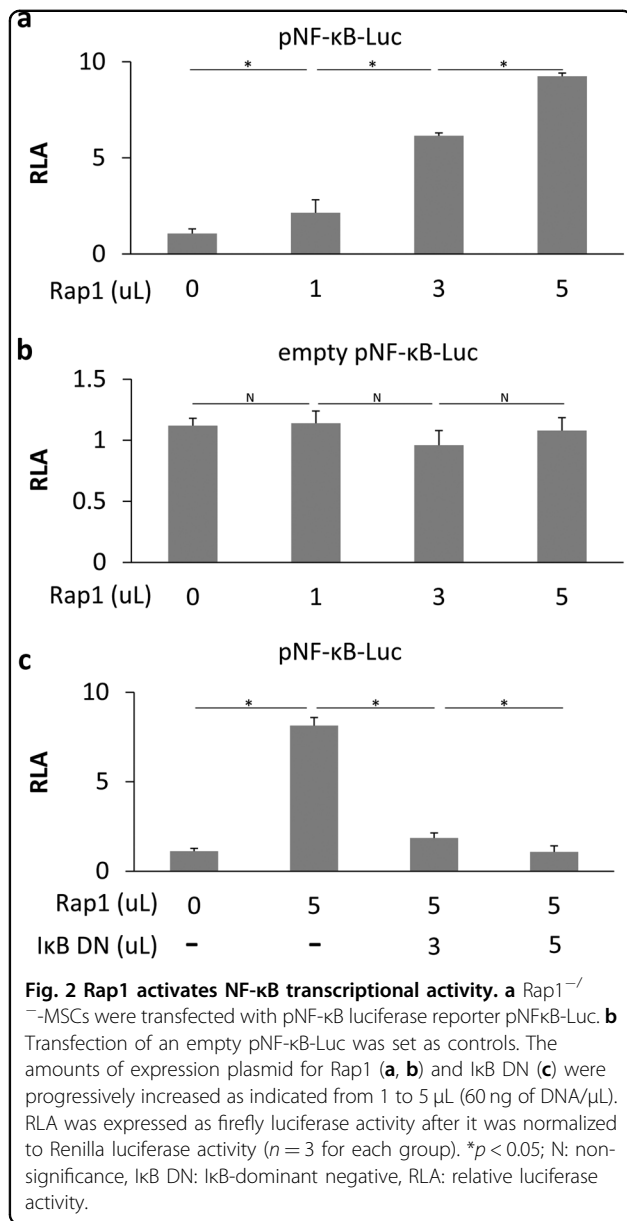 a
pNF-κB-Luc
* * *
10
5
0
RLA
Rap1 (uL) 0 1 3 5
b
empty pNF-κB-Luc
N N N
1.5
1
0.5
0
RLA
Rap1 (uL) 0 1 3 5
c
pNF-κB-Luc
* * *
10
5
0
RLA
Rap1 (uL) 0 5 5 5
IκB DN (uL) – – 3 5
Fig. 2 Rap1 activates NF-κB transcriptional activity. a Rap1−/
−-MSCs were transfected with pNF-κB luciferase reporter pNFκB-Luc. b
Transfection of an empty pNF-κB-Luc was set as controls. The
amounts of expression plasmid for Rap1 (a, b) and IκB DN (c) were
progressively increased as indicated from 1 to 5 µL (60 ng of DNA/µL).
RLA was expressed as firefly luciferase activity after it was normalized
to Renilla luciferase activity (n = 3 for each group). *p < 0.05; N: non-
significance, IκB DN: IκB-dominant negative, RLA: relative luciferase
activity.